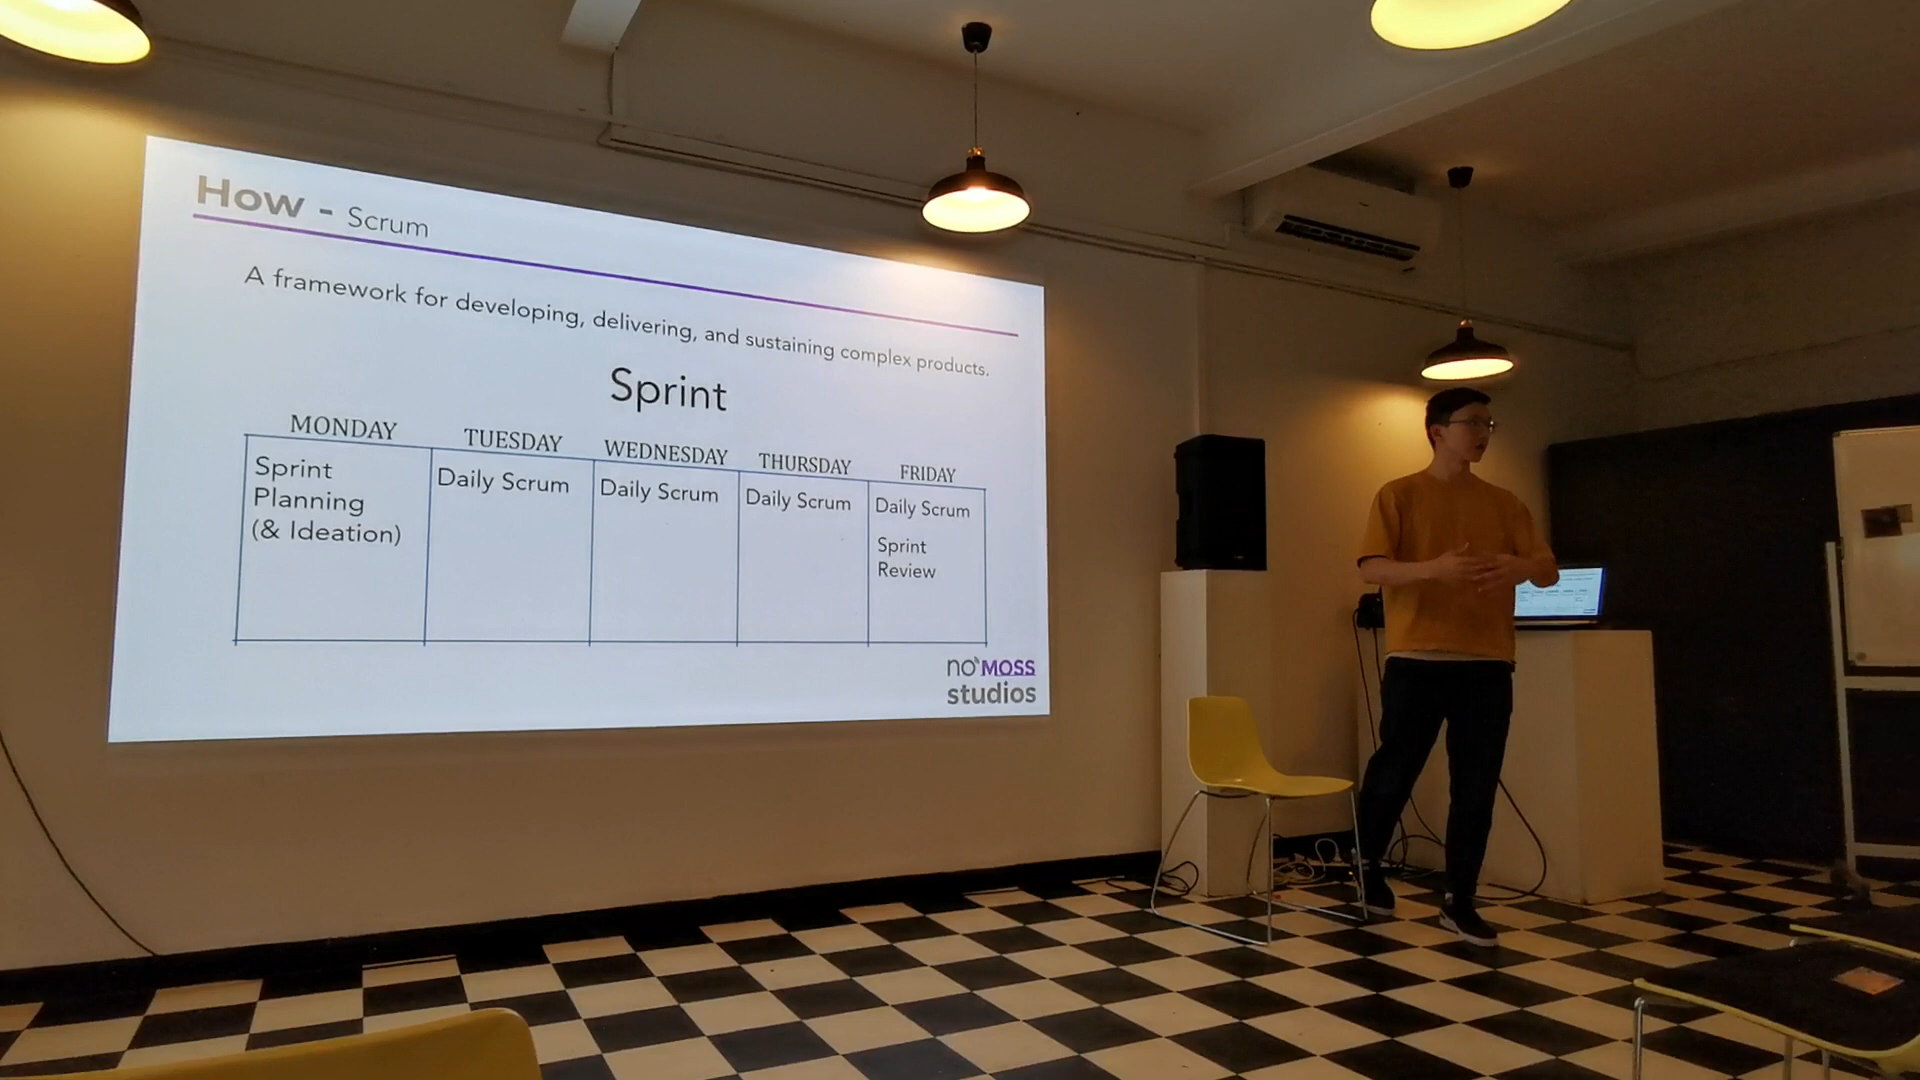 How - Scrum
A framework for developing, delivering, and sustaining complex products.
Sprint
MONDAY TUESDAY WEDNESDAY THURSDAY FRIDAY
Sprint
Planning
(& Ideation)
Daily Scrum
Daily Scrum
Daily Scrum
Daily Scrum
Sprint
Review
no MOSS
studios